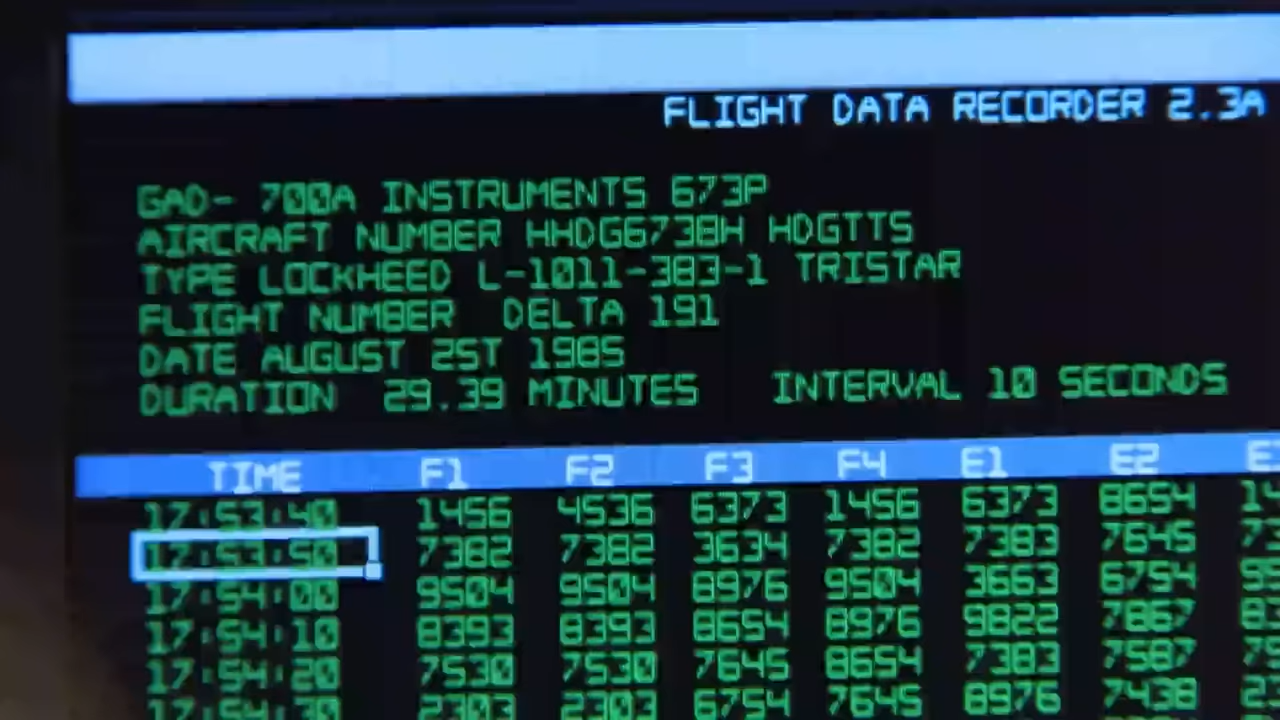 FLIGHT DATA RECORDER 2.3A
GAD- 700A INSTRUMENTS 673P
AIRCRAFT NUMBER HHDG6738H HDGTTS
TYPE LOCKHEED L-1011-383-1 TRISTAR
FLIGHT NUMBER DELTA 191
DATE AUGUST 2ST 1985
DURATION 29.39 MINUTES INTERVAL 10 SECONDS
TIME F1 F2 F3 F4 E1 E2
17:53:40 1456 4536 6373 1456 6373 8654
17:53:50 7382 7382 3634 7382 7383 7645
17:54:00 9504 9504 8976 9504 3663 6754
17:54:10 8393 8393 8654 8976 9822 7867
17:54:20 7530 7530 7645 8654 7383 7587
17:54:30 2303 2303 6754 7645 8976 7438